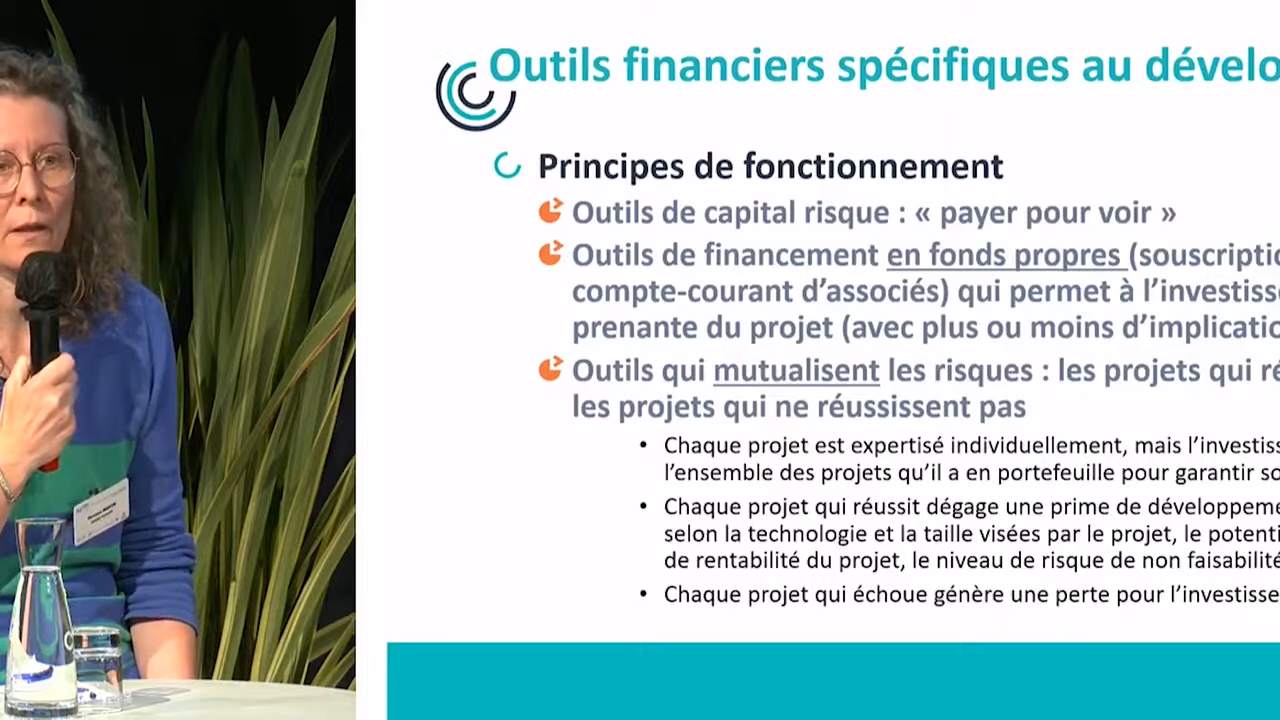 Outils financiers spécifiques au dévelo
Principes de fonctionnement
Outils de capital risque : « payer pour voir »
Outils de financement en fonds propres (souscriptio
compte-courant d’associés) qui permet à l’investisse
prenante du projet (avec plus ou moins d’implicatio
Outils qui mutualisent les risques : les projets qui ré
les projets qui ne réussissent pas
• Chaque projet est expertisé individuellement, mais l’investiss
l’ensemble des projets qu’il a en portefeuille pour garantir so
• Chaque projet qui réussit dégage une prime de développeme
selon la technologie et la taille visées par le projet, le potenti
de rentabilité du projet, le niveau de risque de non faisabilité
• Chaque projet qui échoue génère une perte pour l’investisse